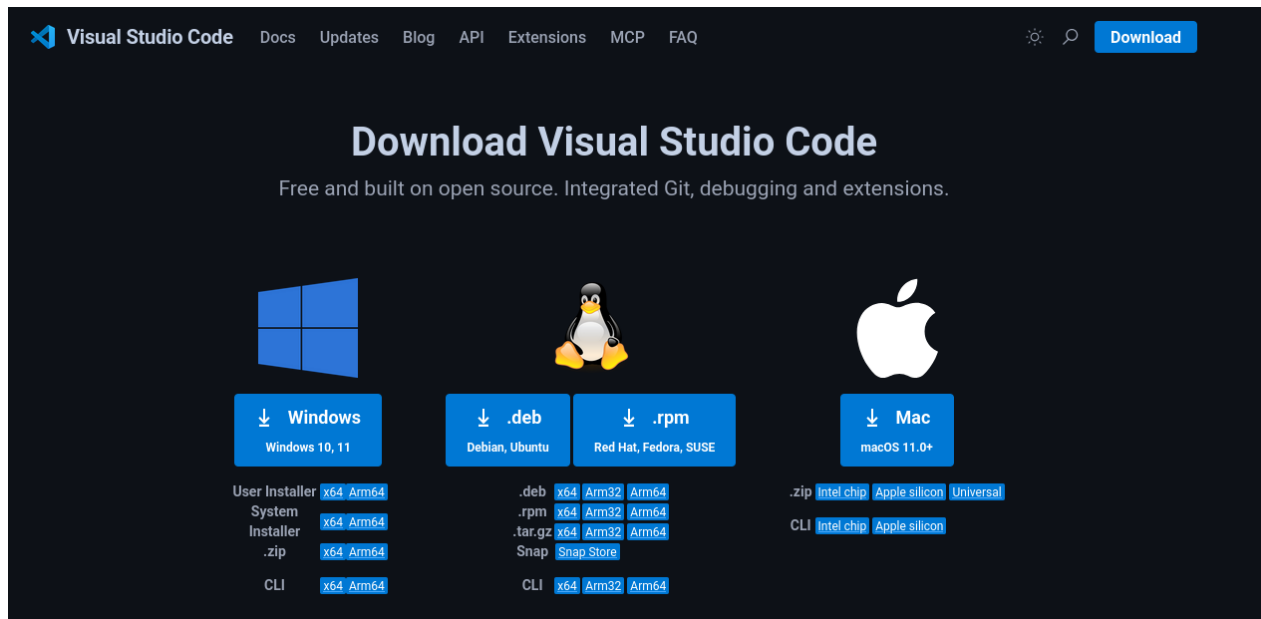 Visual Studio Code Docs Updates Blog API Extensions MCP FAQ Download
Download Visual Studio Code
Free and built on open source. Integrated Git, debugging and extensions.
Windows
Windows 10, 11
User Installer x64 Arm64
System
Installer x64 Arm64
.zip x64 Arm64
CLI x64 Arm64
.deb
Debian, Ubuntu
.rpm
Red Hat, Fedora, SUSE
.deb x64 Arm32 Arm64
.rpm x64 Arm32 Arm64
.tar.gz x64 Arm32 Arm64
Snap Snap Store
CLI x64 Arm32 Arm64
Mac
macOS 11.0+
.zip Intel chip Apple silicon Universal
CLI Intel chip Apple silicon